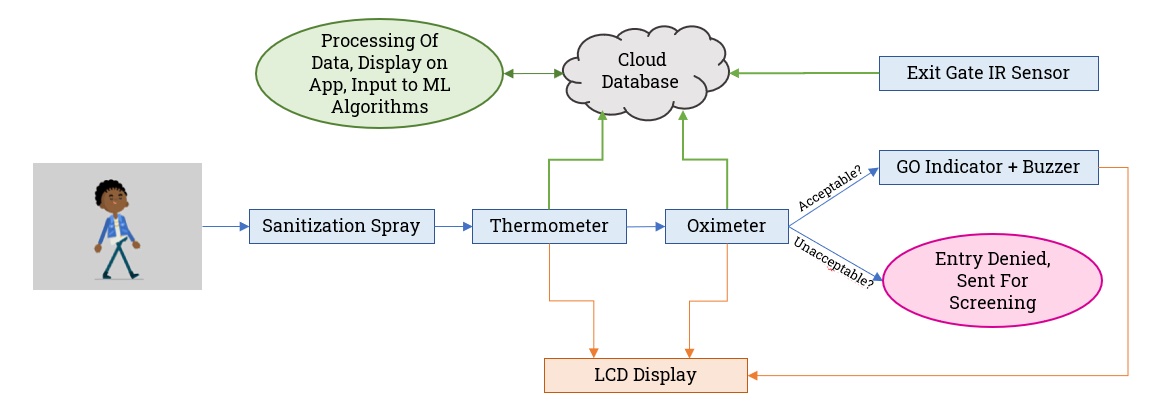 Processing Of
Data, Display on
App, Input to ML
Algorithms
Cloud
Database
Exit Gate IR Sensor
Sanitization Spray
Thermometer
Oximeter
Acceptable?
GO Indicator + Buzzer
Unacceptable?
Entry Denied,
Sent For
Screening
LCD Display